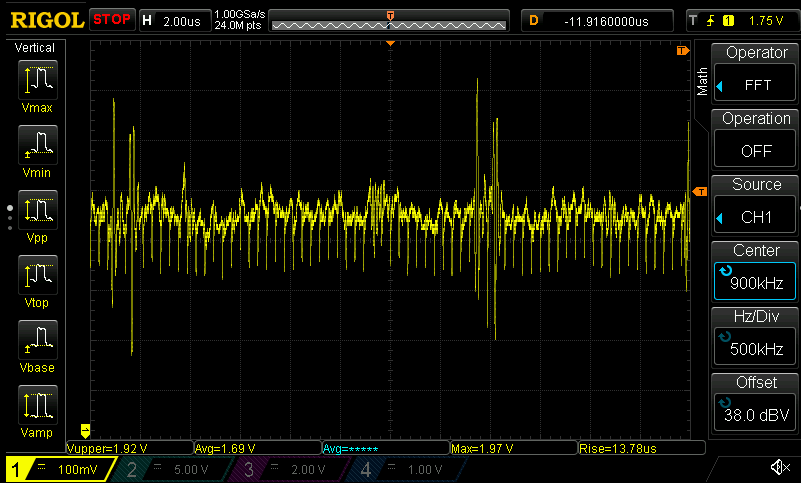 RIGOL STOP H 2.00us 1.00GSa/s D -11.9160000us T 1 1.75 V
24.0M pts
T
Vertical
Vmax
Vmin
Vpp
Vtop
Vbase
Vamp
T
T
Math
Operator
FFT
Operation
OFF
Source
CH1
Center
900kHz
Hz/Div
500kHz
Offset
38.0 dBV
Vupper=1.92 V Avg=1.69 V Avg=***** Max=1.97 V Rise=13.78us
1 100mV 2 5.00 V 3 2.00 V 4 1.00 V